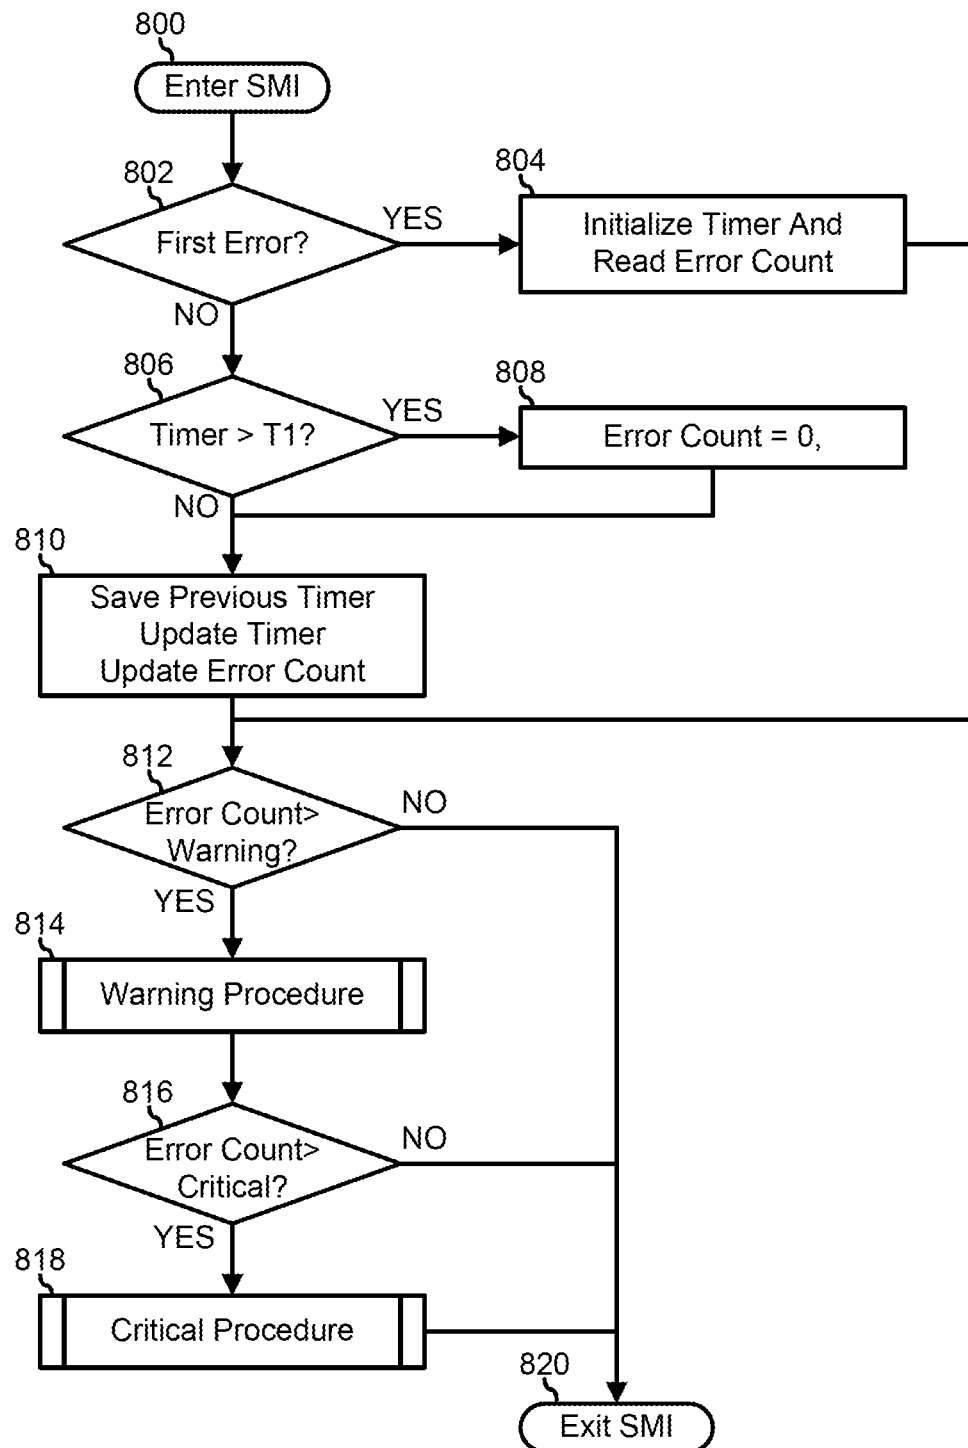 800
Enter SMI
802
First Error?
YES
NO
804
Initialize Timer And
Read Error Count
806
Timer > T1?
YES
NO
808
Error Count = 0,
810
Save Previous Timer
Update Timer
Update Error Count
812
Error Count>
Warning?
NO
YES
814
Warning Procedure
816
Error Count>
Critical?
NO
YES
818
Critical Procedure
820
Exit SMI